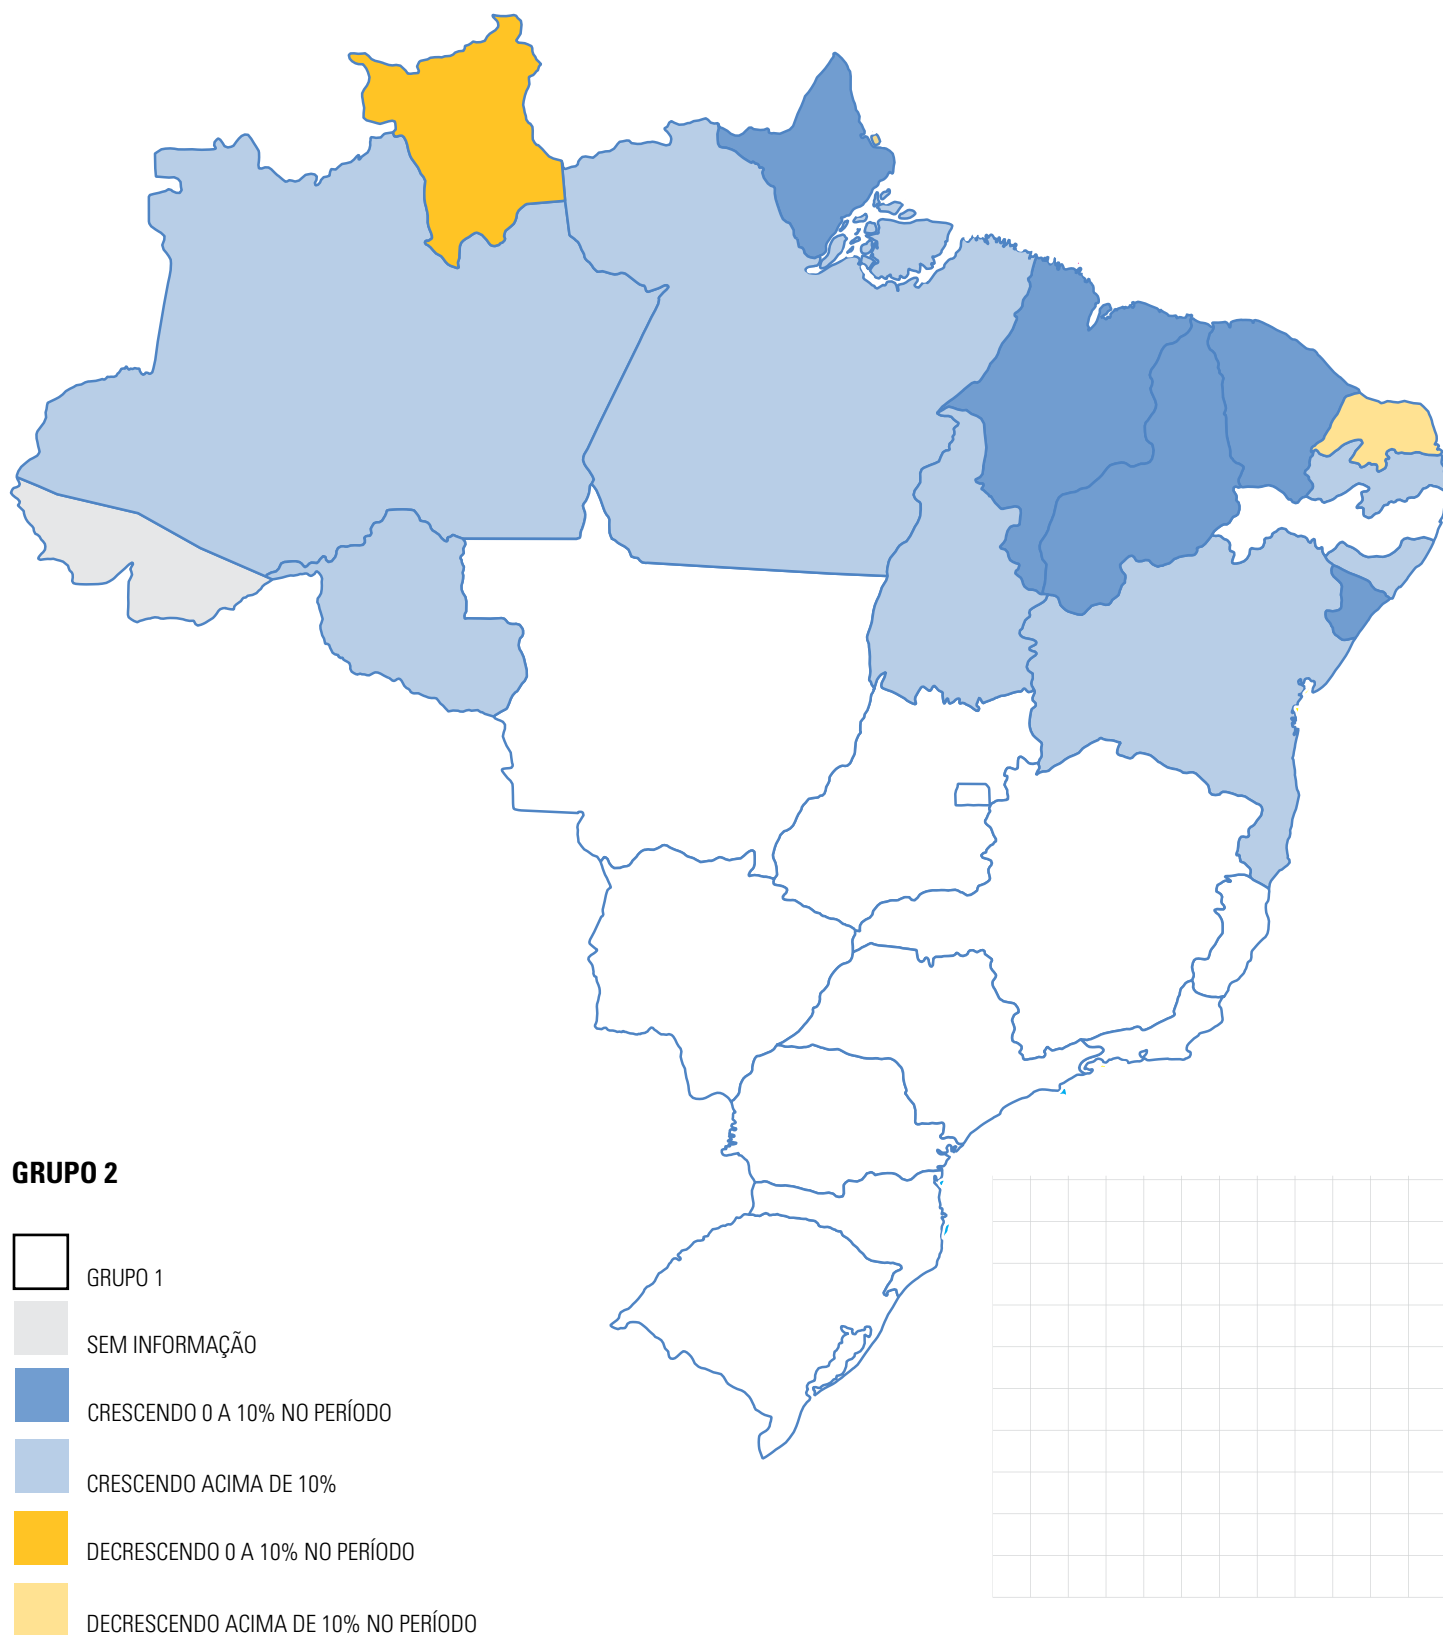 GRUPO 2
GRUPO 1
SEM INFORMAÇÃO
CRESCENDO 0 A 10% NO PERÍODO
CRESCENDO ACIMA DE 10%
DECRESCENDO 0 A 10% NO PERÍODO
DECRESCENDO ACIMA DE 10% NO PERÍODO